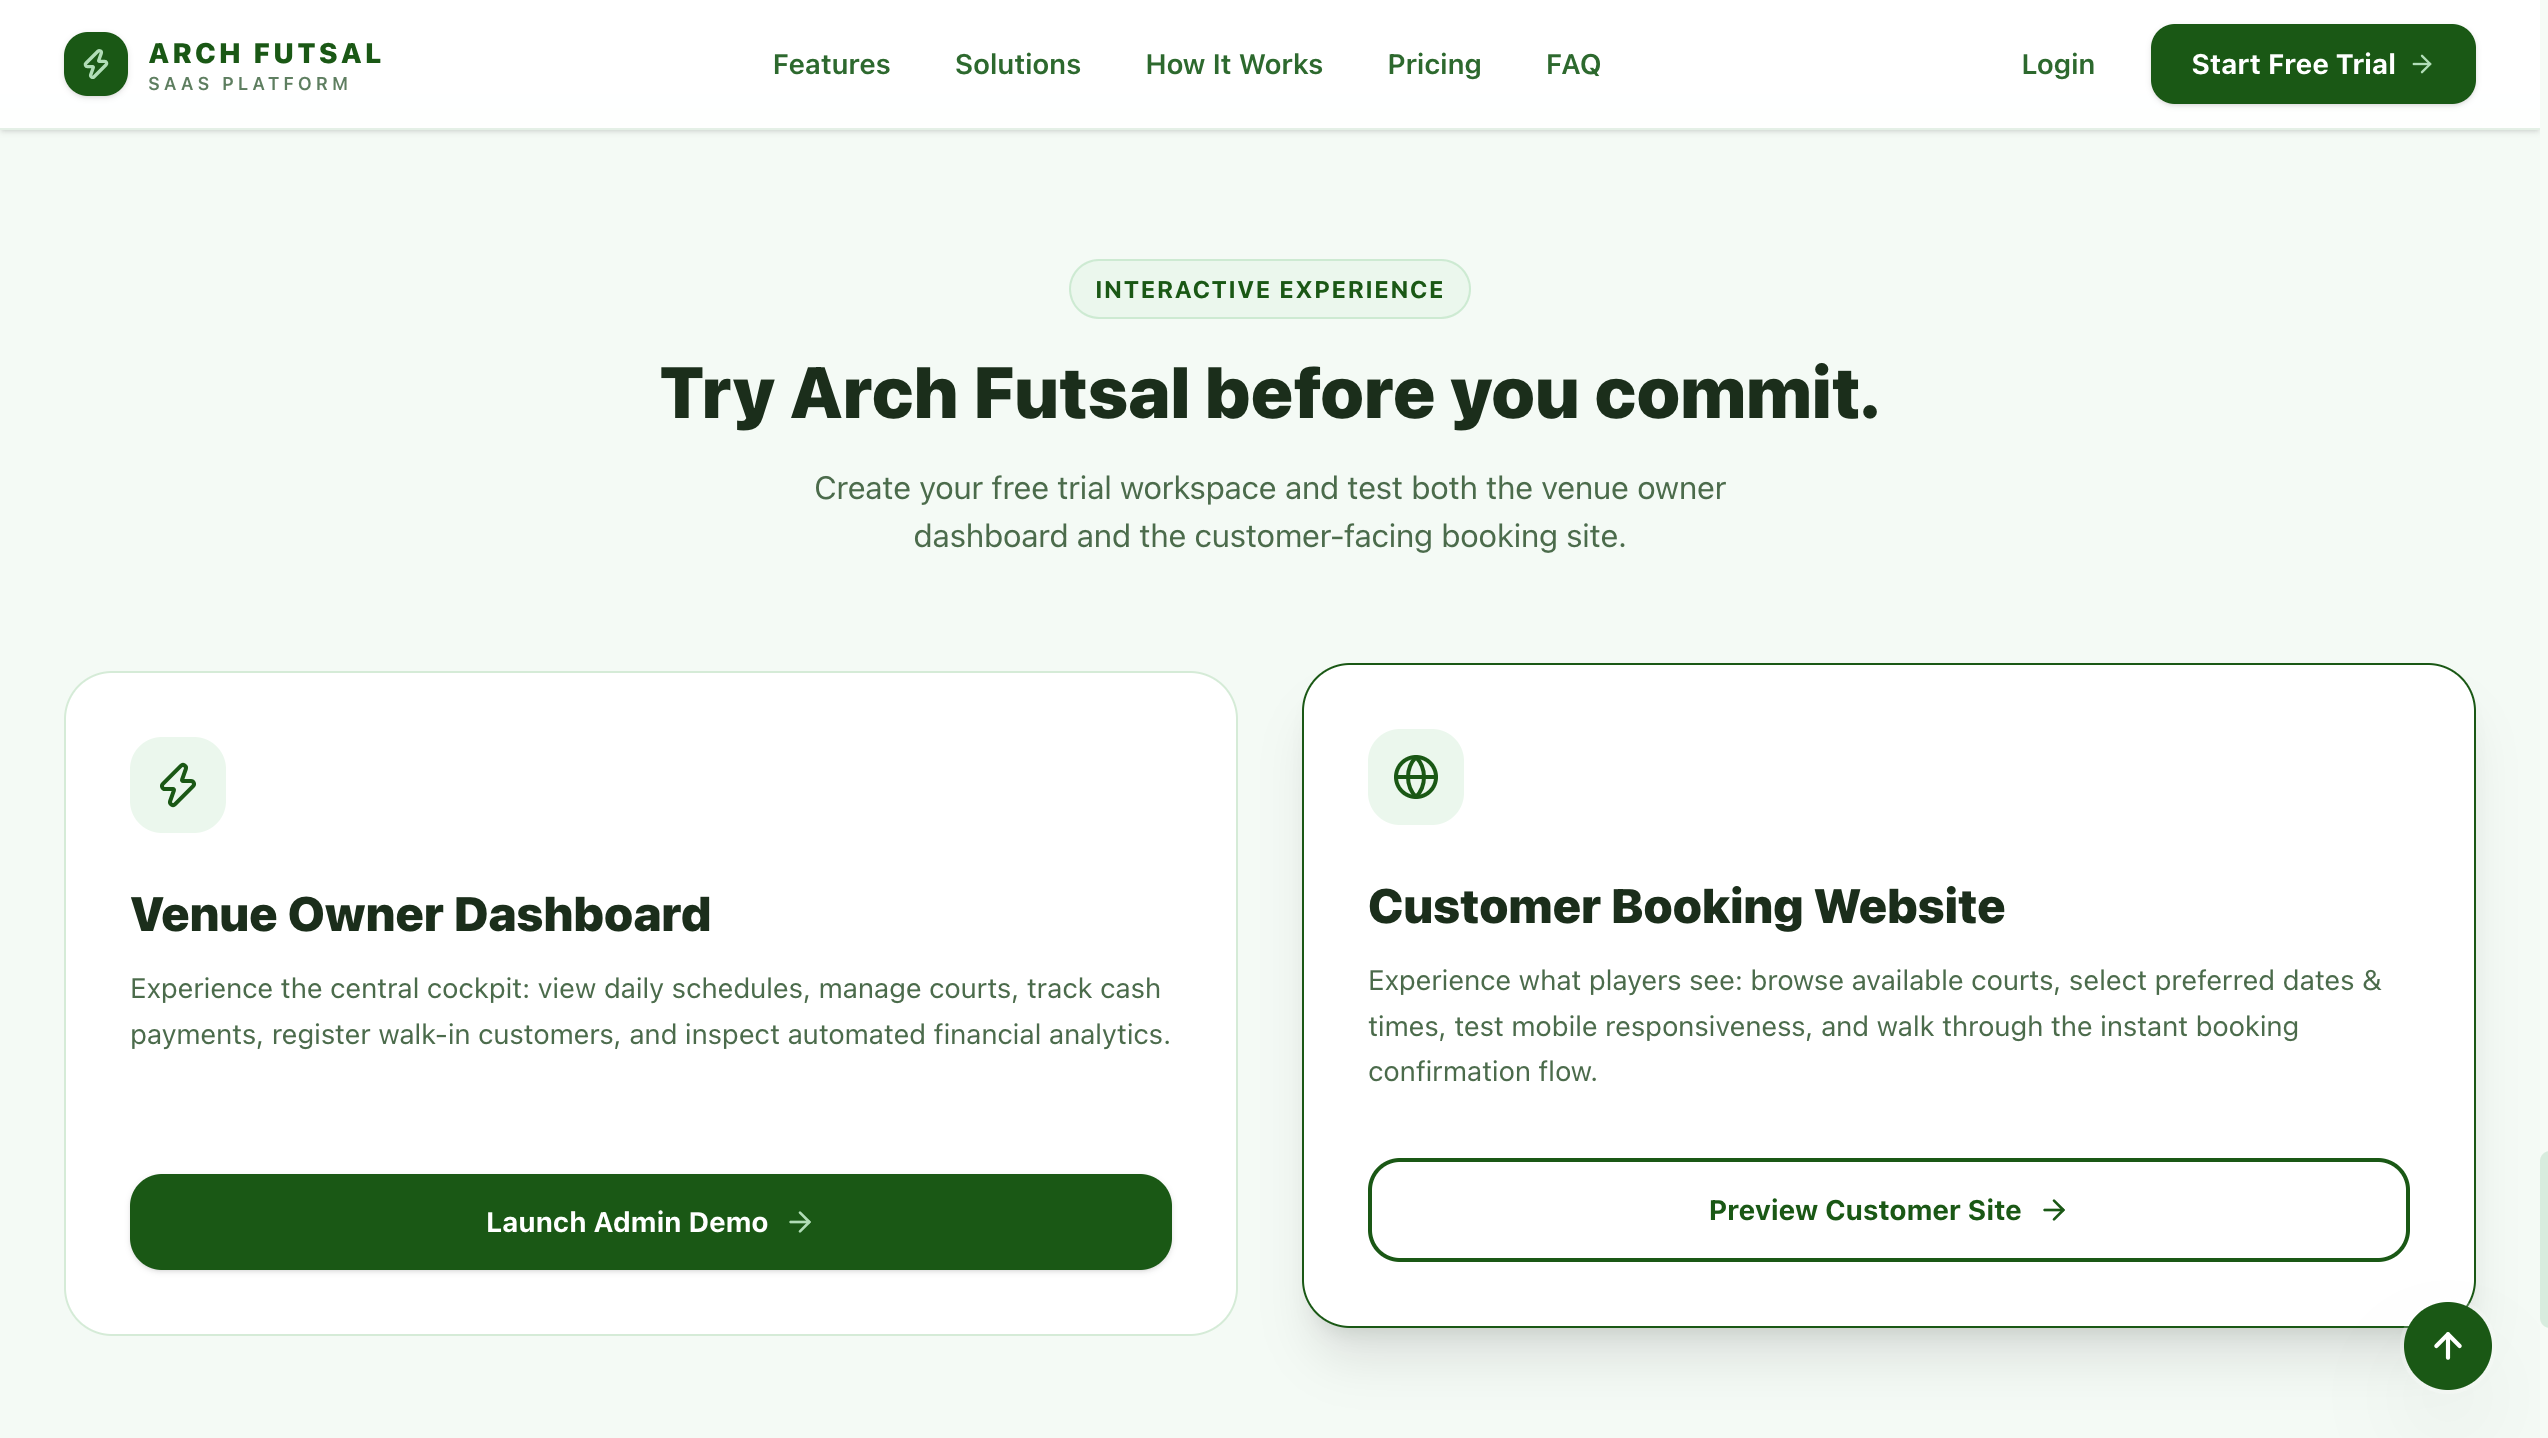 ARCH FUTSAL
SAAS PLATFORM
Features
Solutions
How It Works
Pricing
FAQ
Login
Start Free Trial
INTERACTIVE EXPERIENCE
Try Arch Futsal before you commit.
Create your free trial workspace and test both the venue owner
dashboard and the customer-facing booking site.
Venue Owner Dashboard
Experience the central cockpit: view daily schedules, manage courts, track cash
payments, register walk-in customers, and inspect automated financial analytics.
Launch Admin Demo
Customer Booking Website
Experience what players see: browse available courts, select preferred dates &
times, test mobile responsiveness, and walk through the instant booking
confirmation flow.
Preview Customer Site